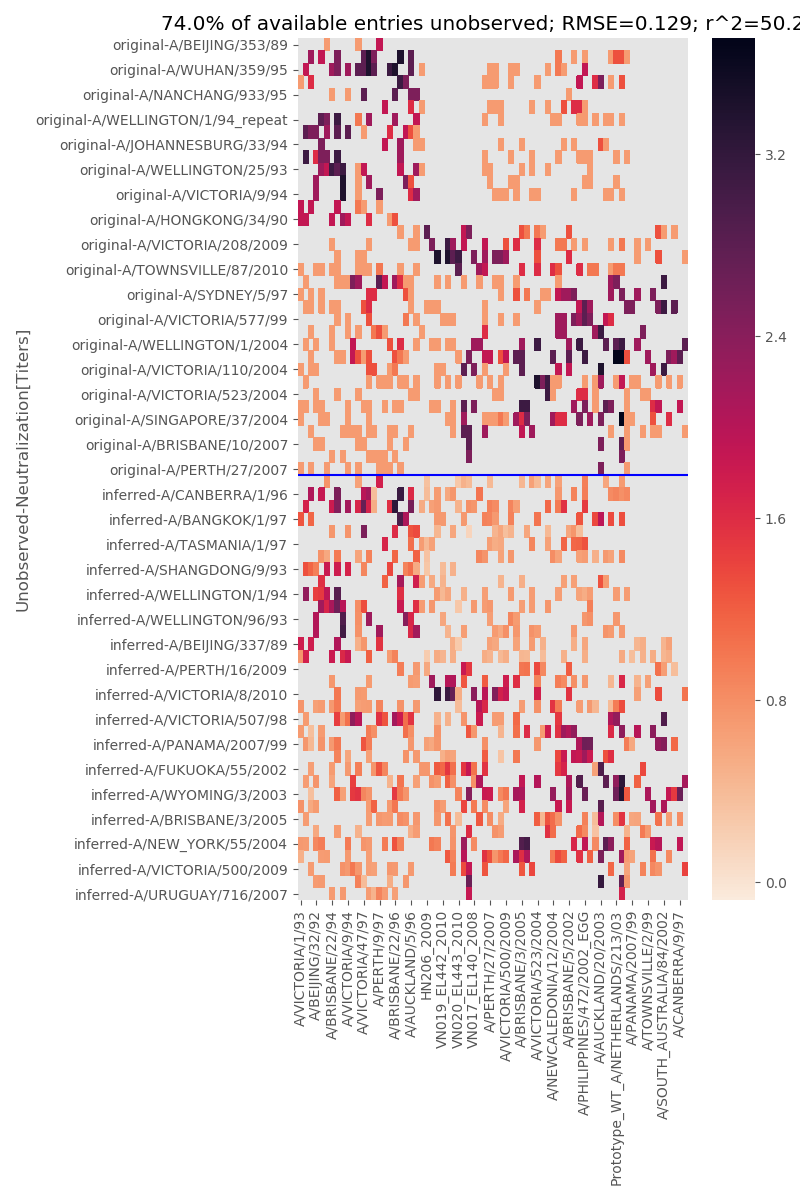 74.0% of available entries unobserved; RMSE=0.129; r^2=50.2
original-A/BEIJING/353/89
original-A/WUHAN/359/95
original-A/NANCHANG/933/95
original-A/WELLINGTON/1/94_repeat
original-A/JOHANNESBURG/33/94
original-A/WELLINGTON/25/93
original-A/VICTORIA/9/94
original-A/HONGKONG/34/90
original-A/VICTORIA/208/2009
original-A/TOWNSVILLE/87/2010
original-A/SYDNEY/5/97
original-A/VICTORIA/577/99
original-A/WELLINGTON/1/2004
original-A/VICTORIA/110/2004
original-A/VICTORIA/523/2004
original-A/SINGAPORE/37/2004
original-A/BRISBANE/10/2007
original-A/PERTH/27/2007
inferred-A/CANBERRA/1/96
inferred-A/BANGKOK/1/97
inferred-A/TASMANIA/1/97
inferred-A/SHANGDONG/9/93
inferred-A/WELLINGTON/1/94
inferred-A/WELLINGTON/96/93
inferred-A/BEIJING/337/89
inferred-A/PERTH/16/2009
inferred-A/VICTORIA/8/2010
inferred-A/VICTORIA/507/98
inferred-A/PANAMA/2007/99
inferred-A/FUKUOKA/55/2002
inferred-A/WYOMING/3/2003
inferred-A/BRISBANE/3/2005
inferred-A/NEW_YORK/55/2004
inferred-A/VICTORIA/500/2009
inferred-A/URUGUAY/716/2007
Unobserved-Neutralization[Titers]
A/VICTORIA/1/93
A/BEIJING/32/92
A/BRISBANE/22/94
A/VICTORIA/9/94
A/VICTORIA/47/97
A/PERTH/9/97
A/BRISBANE/22/96
A/AUCKLAND/5/96
HN206_2009
VN019_EL442_2010
VN020_EL443_2010
VN017_EL140_2008
A/PERTH/27/2007
A/VICTORIA/500/2009
A/BRISBANE/3/2005
A/VICTORIA/523/2004
A/NEWCALEDONIA/12/2004
A/BRISBANE/5/2002
A/PHILIPPINES/472/2002_EGG
A/AUCKLAND/20/2003
Prototype_WT_A/NETHERLANDS/213/03
A/PANAMA/2007/99
A/TOWNSVILLE/2/99
A/SOUTH_AUSTRALIA/84/2002
A/CANBERRA/9/97
3.2
2.4
1.6
0.8
0.0